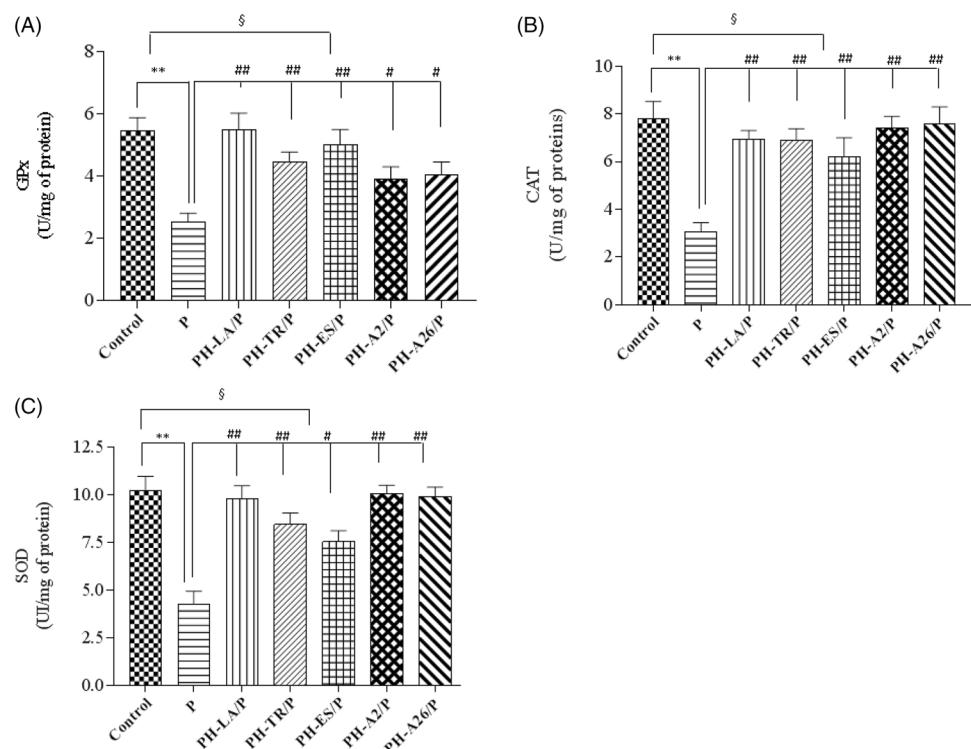 (A)
§
**
##
##
##
#
#
8
6
4
2
0
GPx
(U/mg of protein)
Control
P
PH-LA/P
PH-TR/P
PH-ES/P
PH-A2/P
PH-A26/P
(B)
§
**
##
##
##
##
##
10
8
6
4
2
0
CAT
(U/mg of proteins)
Control
P
PH-LA/P
PH-TR/P
PH-ES/P
PH-A2/P
PH-A26/P
(C)
§
**
##
##
#
##
##
12.5
10.0
7.5
5.0
2.5
0.0
SOD
(UI/mg of protein)
Control
P
PH-LA/P
PH-TR/P
PH-ES/P
PH-A2/P
PH-A26/P